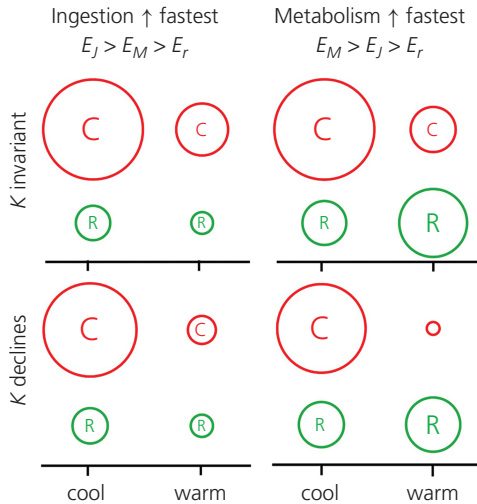 Ingestion ↑ fastest
E_J > E_M > E_r
Metabolism ↑ fastest
E_M > E_J > E_r
K invariant
C C
R R
C C
R R
K declines
C C
R R
C
R R
cool warm
cool warm